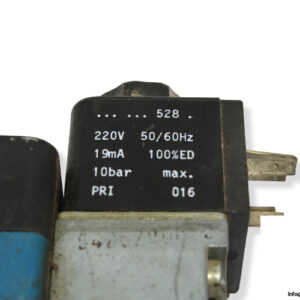 ... ... 528 .
220V 50/60Hz
19mA 100%ED
10bar max.
PRI 016